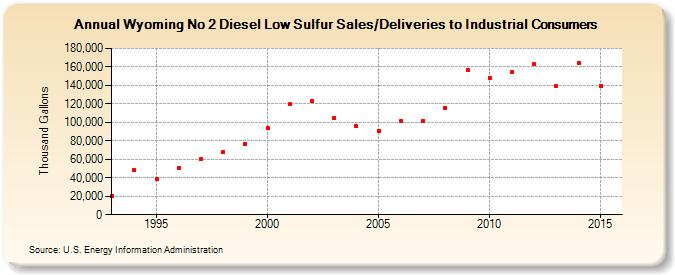 Annual Wyoming No 2 Diesel Low Sulfur Sales/Deliveries to Industrial Consumers
Thousand Gallons
180,000
160,000
140,000
120,000
100,000
80,000
60,000
40,000
20,000
0
1995 2000 2005 2010 2015
Source: U.S. Energy Information Administration